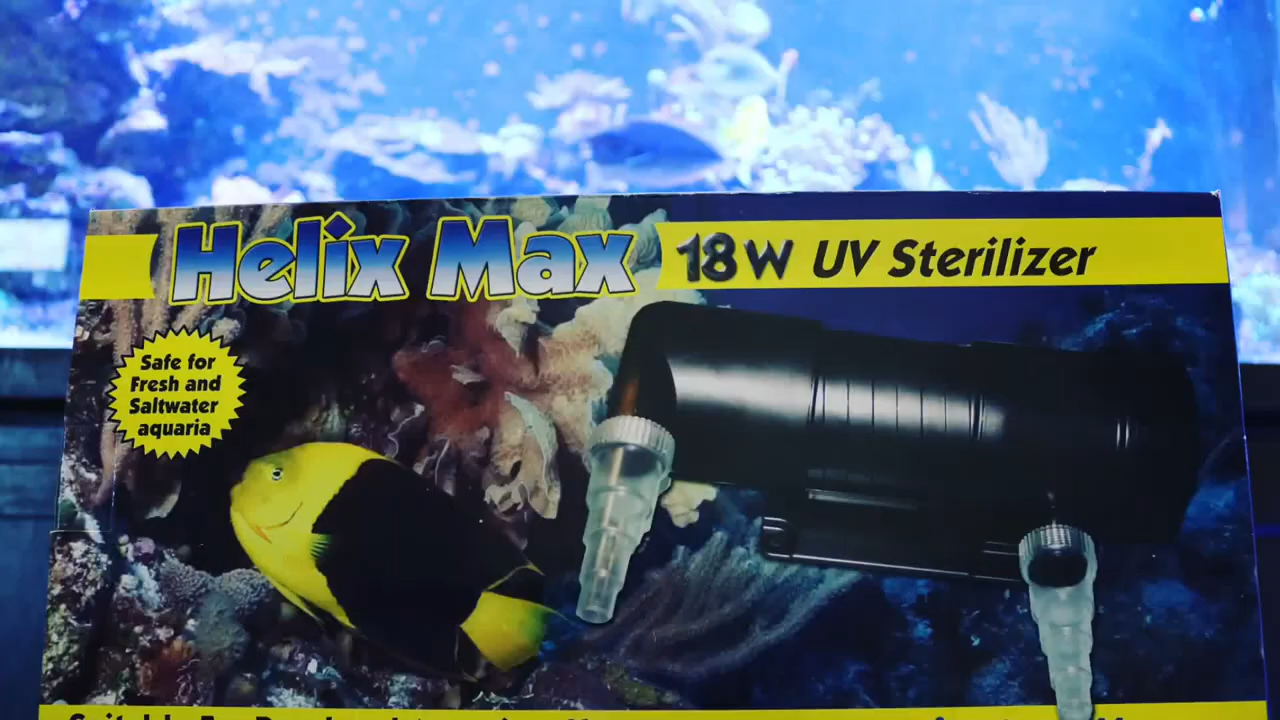 Helix Max 18W UV Sterilizer
Safe for
Fresh and
Saltwater
aquaria